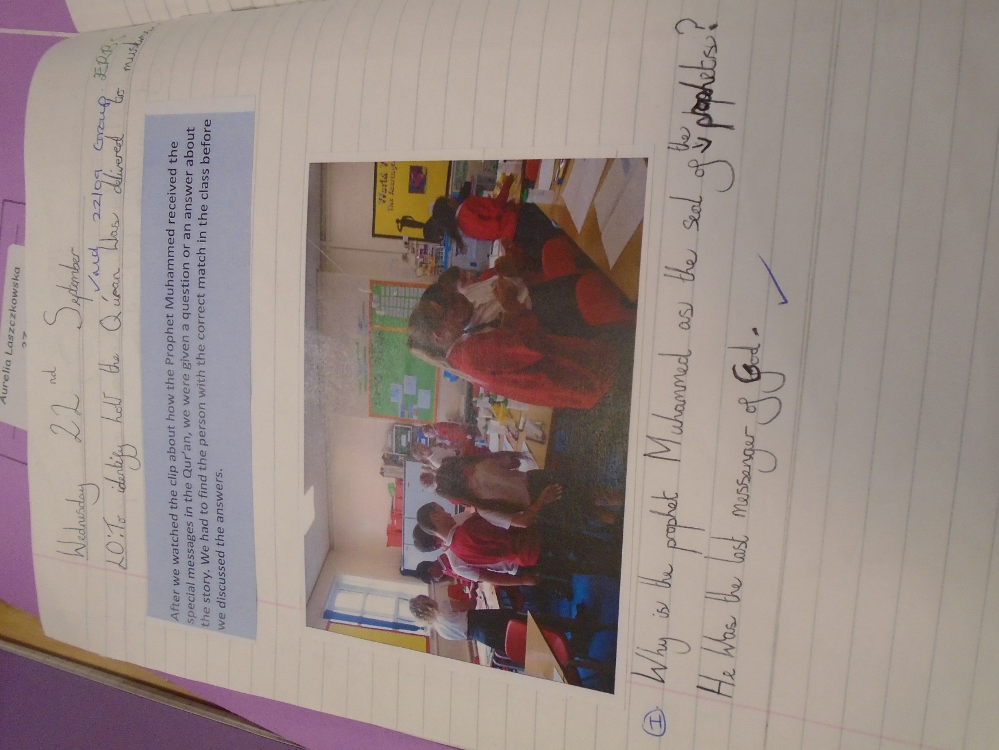 Aurelia Laszczkowska
Wednesday 22nd September
22/09 Group.
LO: To identify how the Qu'ran was delivered to muslims.
After we watched the clip about how the Prophet Muhammed received the
special messages in the Qur'an, we were given a question or an answer about
the story. We had to find the person with the correct match in the class before
we discussed the answers.
World
I Why is the prophet Muhammed as the seal of the prophets?
He was the last messenger of God.